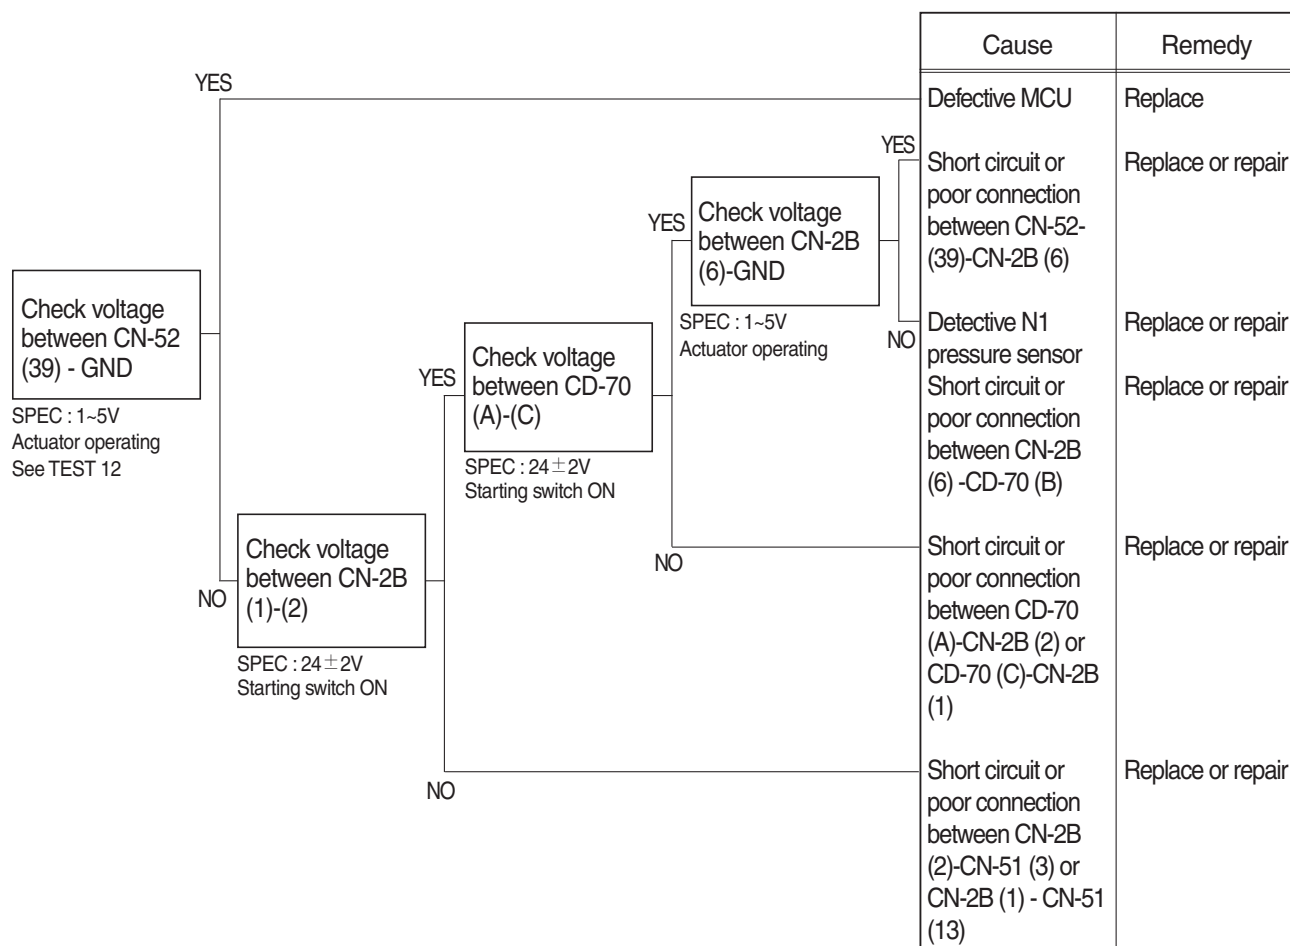 Cause
Remedy
YES
Defective MCU
Replace
YES
Short circuit or
poor connection
between CN-52-
(39)-CN-2B (6)
Replace or repair
YES
Check voltage
between CN-2B
(6)-GND
SPEC : 1~5V
Actuator operating
NO
Detective N1
pressure sensor
Replace or repair
Short circuit or
poor connection
between CN-2B
(6) -CD-70 (B)
Replace or repair
Check voltage
between CN-52
(39) - GND
SPEC : 1~5V
Actuator operating
See TEST 12
YES
Check voltage
between CD-70
(A)-(C)
SPEC : 24±2V
Starting switch ON
NO
Short circuit or
poor connection
between CD-70
(A)-CN-2B (2) or
CD-70 (C)-CN-2B
(1)
Replace or repair
NO
Check voltage
between CN-2B
(1)-(2)
SPEC : 24±2V
Starting switch ON
NO
Short circuit or
poor connection
between CN-2B
(2)-CN-51 (3) or
CN-2B (1) - CN-51
(13)
Replace or repair